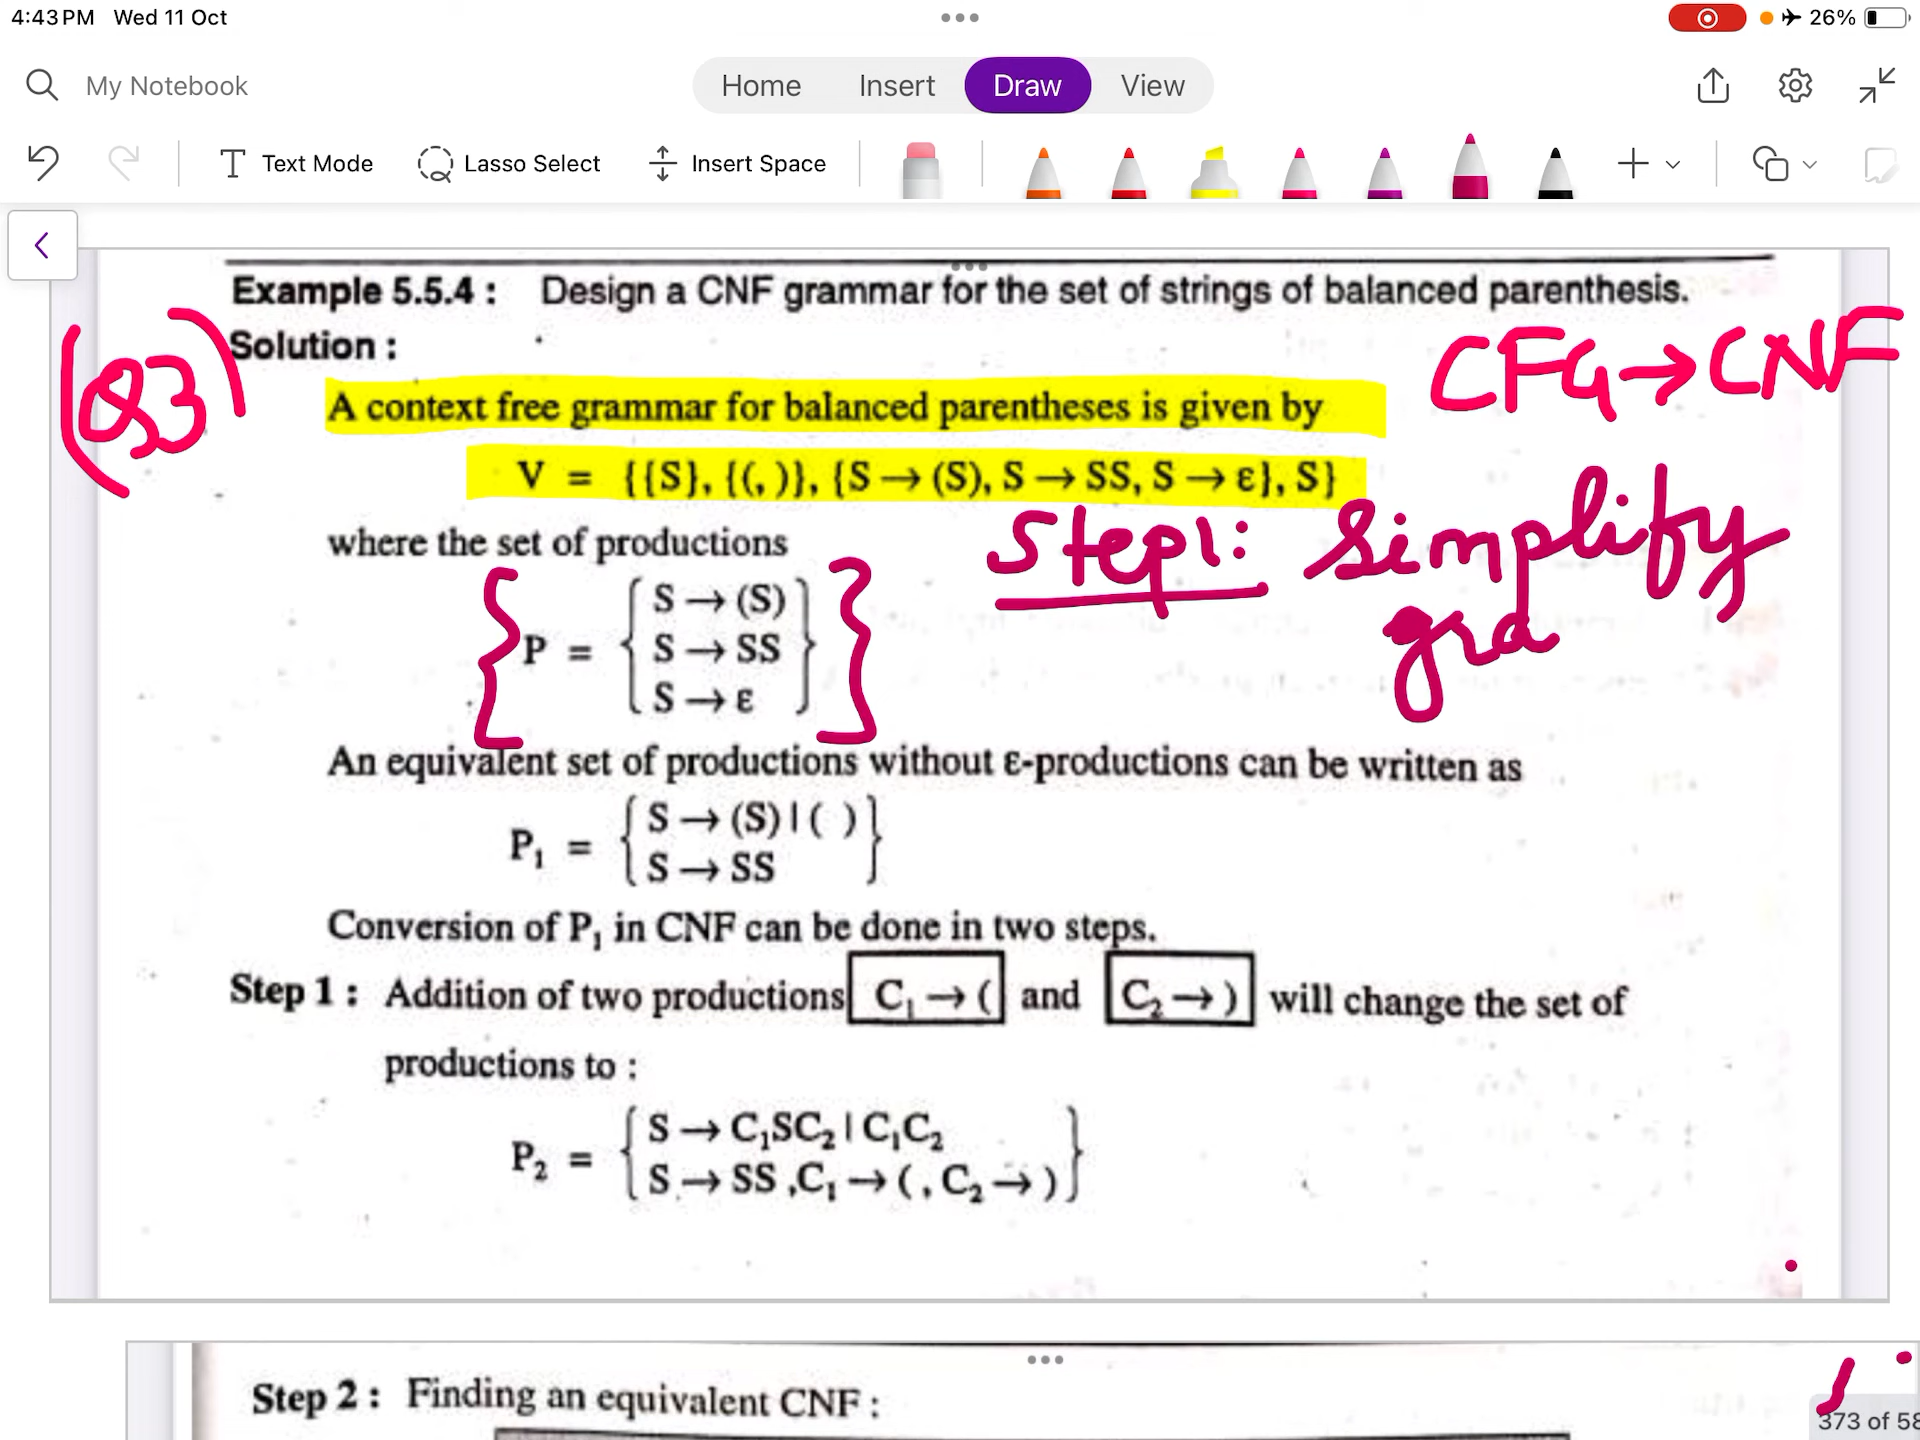 4:43 PM Wed 11 Oct
26%
My Notebook
Home Insert Draw View
Text Mode Lasso Select Insert Space
Example 5.5.4 : Design a CNF grammar for the set of strings of balanced parenthesis.
Solution :
(Q3)
CFG → CNF
A context free grammar for balanced parentheses is given by
V = {{S}, {(, )}, {S → (S), S → SS, S → ε}, S}
where the set of productions
Step1: Simplify
gra
P = { S → (S)
S → SS
S → ε }
An equivalent set of productions without ε-productions can be written as
P₁ = { S → (S) | ( )
S → SS }
Conversion of P₁ in CNF can be done in two steps.
Step 1 : Addition of two productions C₁ → ( and C₂ → ) will change the set of
productions to :
P₂ = { S → C₁SC₂ | C₁C₂
S → SS ,C₁ → ( , C₂ → ) }
Step 2 : Finding an equivalent CNF :
373 of 58